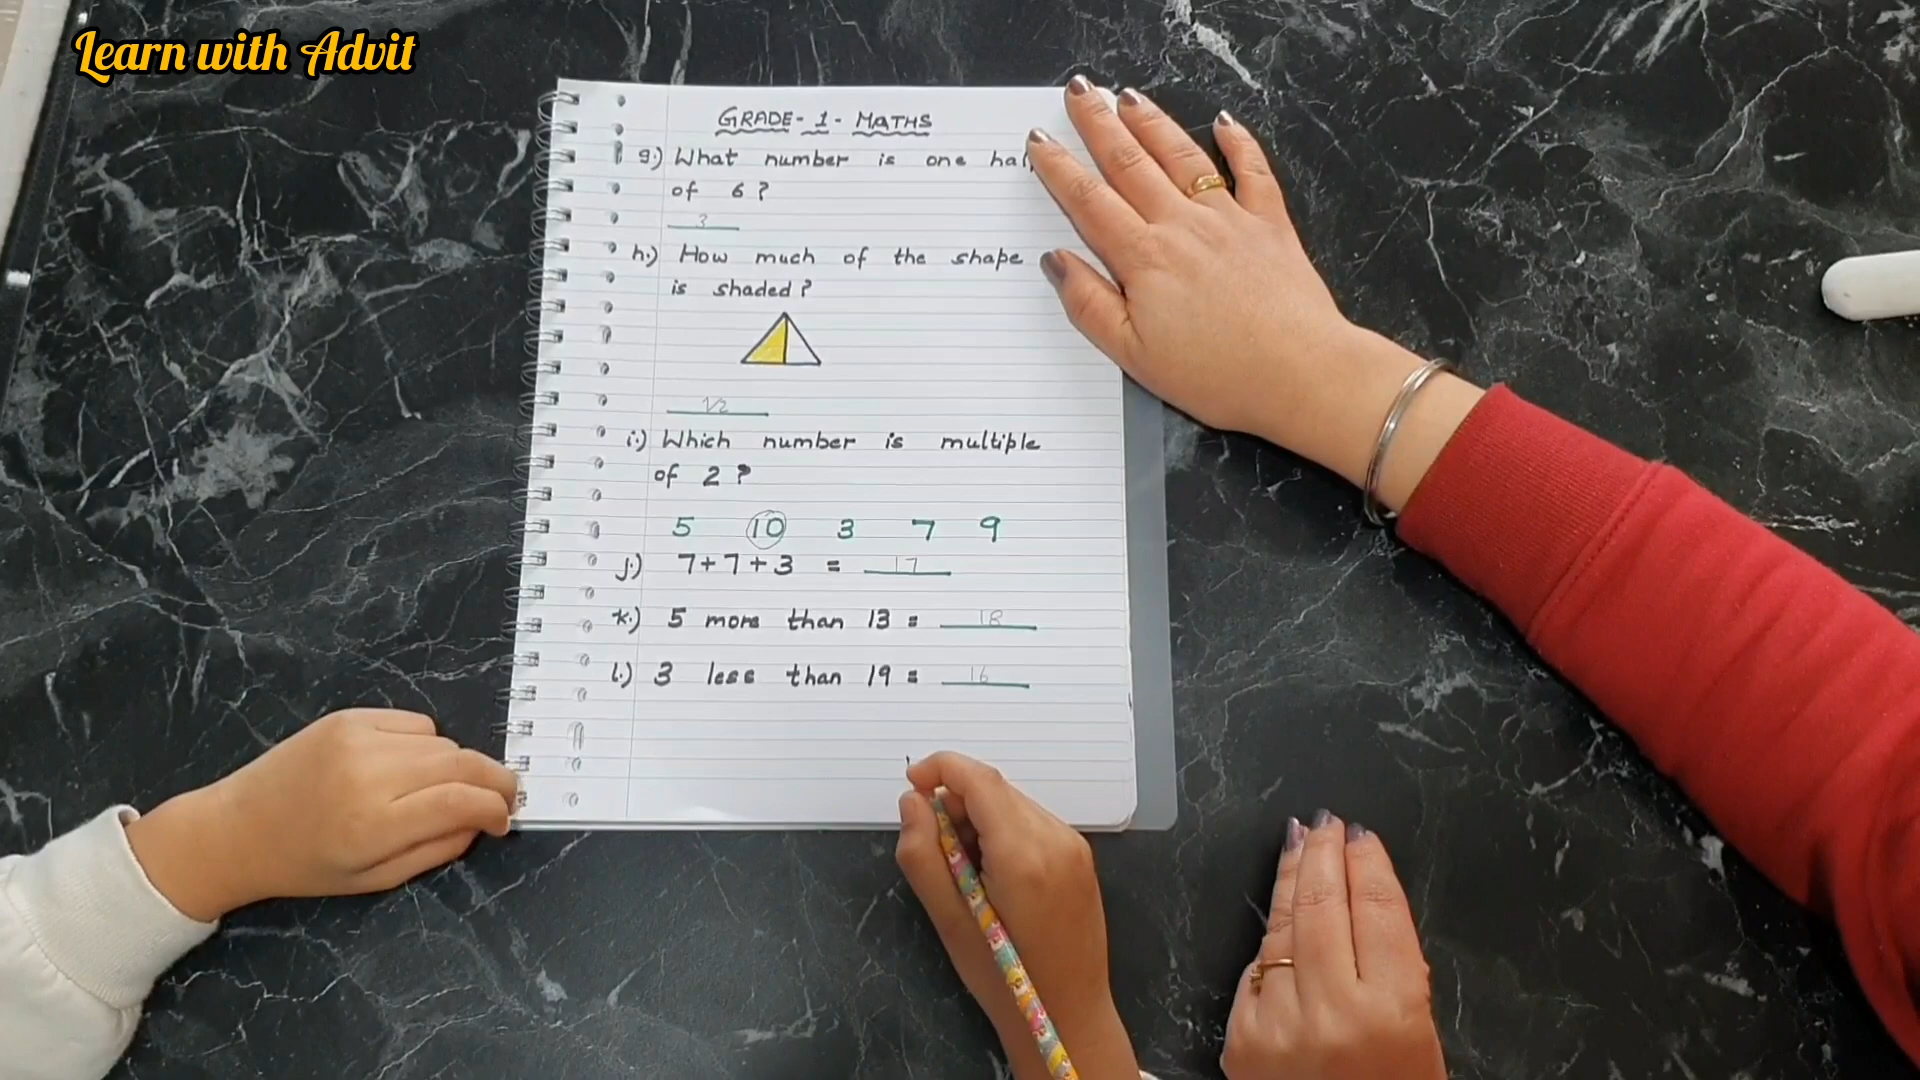 Learn with Advit
GRADE- 1 - MATHS
g.) What number is one hal
of 6 ?
3
h.) How much of the shape
is shaded ?
1/2
i.) Which number is multiple
of 2 ?
5 10 3 7 9
j.) 7+7+3 = 17
k.) 5 more than 13 = 18
l.) 3 less than 19 = 16